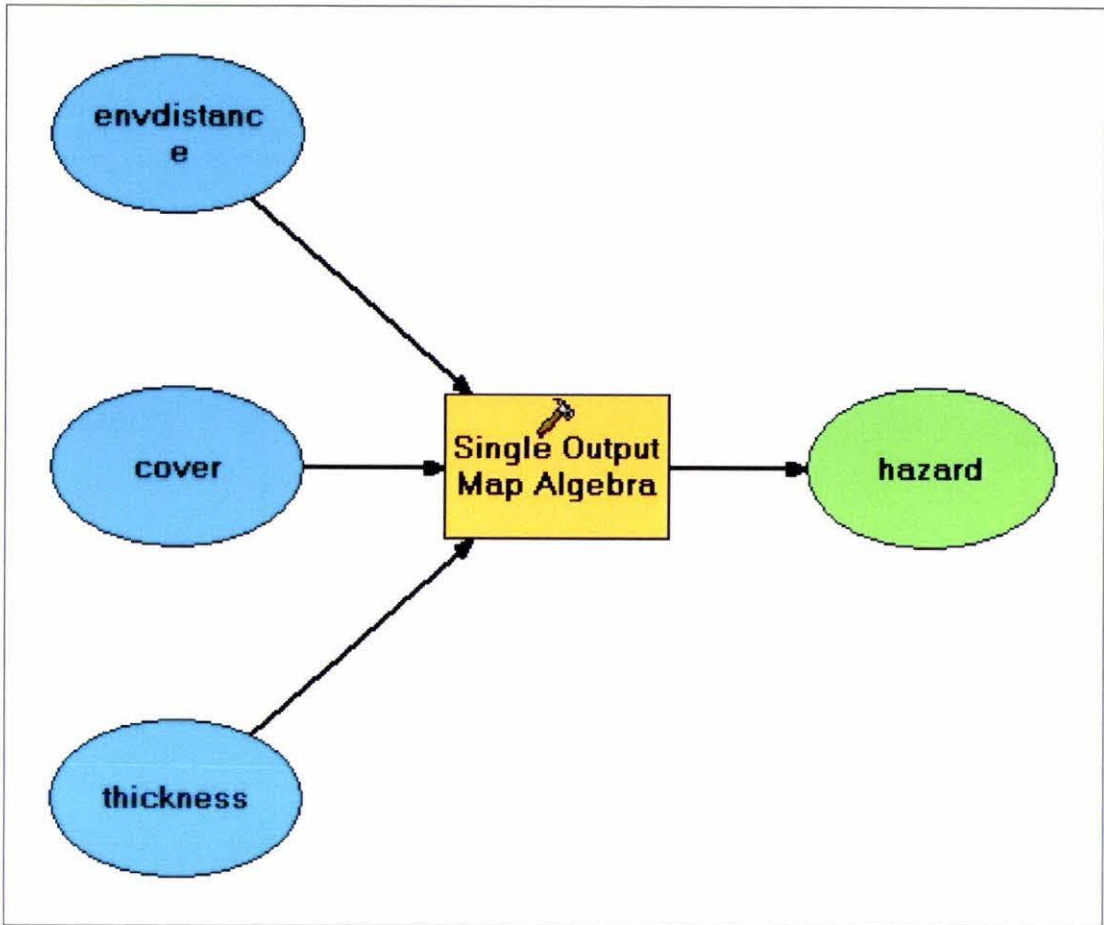 envdistanc
e
cover
Single Output
Map Algebra
hazard
thickness